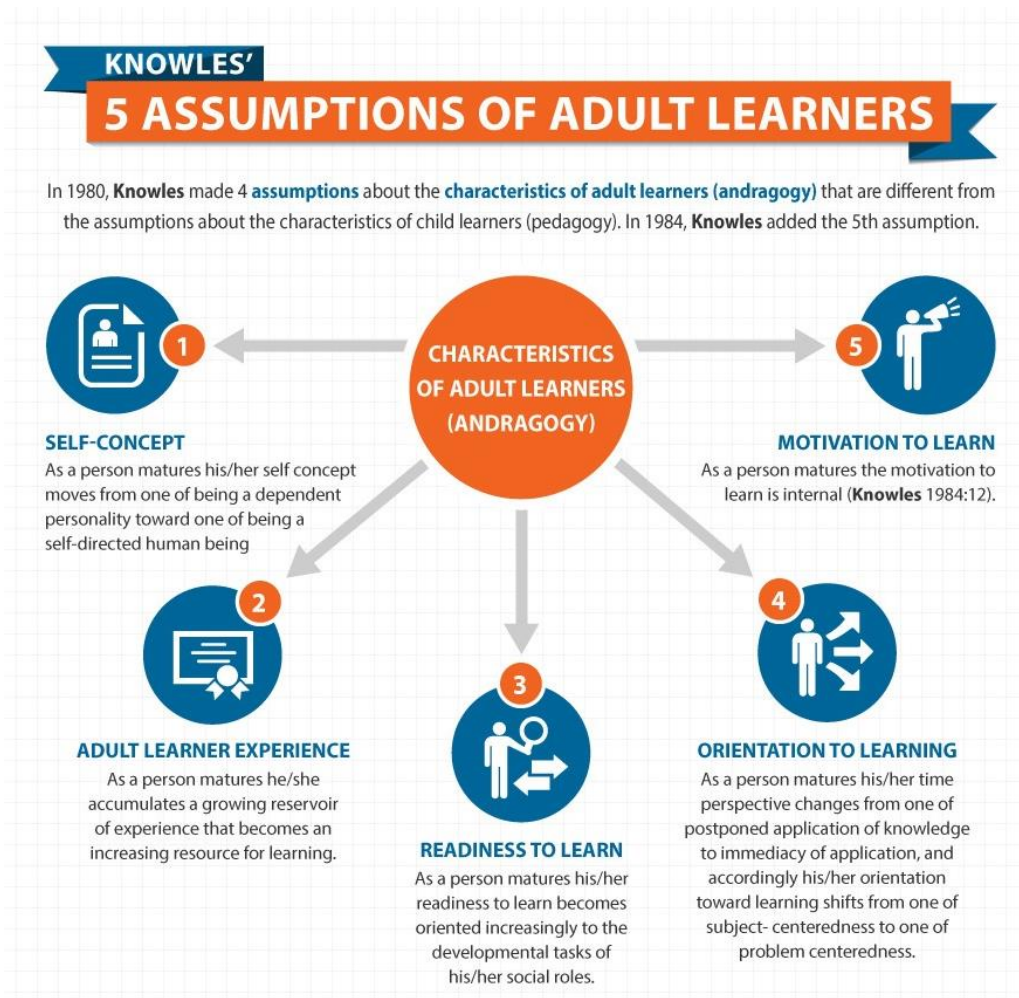 KNOWLES'
5 ASSUMPTIONS OF ADULT LEARNERS
In 1980, Knowles made 4 assumptions about the characteristics of adult learners (andragogy) that are different from
the assumptions about the characteristics of child learners (pedagogy). In 1984, Knowles added the 5th assumption.
CHARACTERISTICS
OF ADULT LEARNERS
(ANDRAGOGY)
1
SELF-CONCEPT
As a person matures his/her self concept
moves from one of being a dependent
personality toward one of being a
self-directed human being
2
ADULT LEARNER EXPERIENCE
As a person matures he/she
accumulates a growing reservoir
of experience that becomes an
increasing resource for learning.
3
READINESS TO LEARN
As a person matures his/her
readiness to learn becomes
oriented increasingly to the
developmental tasks of
his/her social roles.
4
ORIENTATION TO LEARNING
As a person matures his/her time
perspective changes from one of
postponed application of knowledge
to immediacy of application, and
accordingly his/her orientation
toward learning shifts from one of
subject- centeredness to one of
problem centeredness.
5
MOTIVATION TO LEARN
As a person matures the motivation to
learn is internal (Knowles 1984:12).